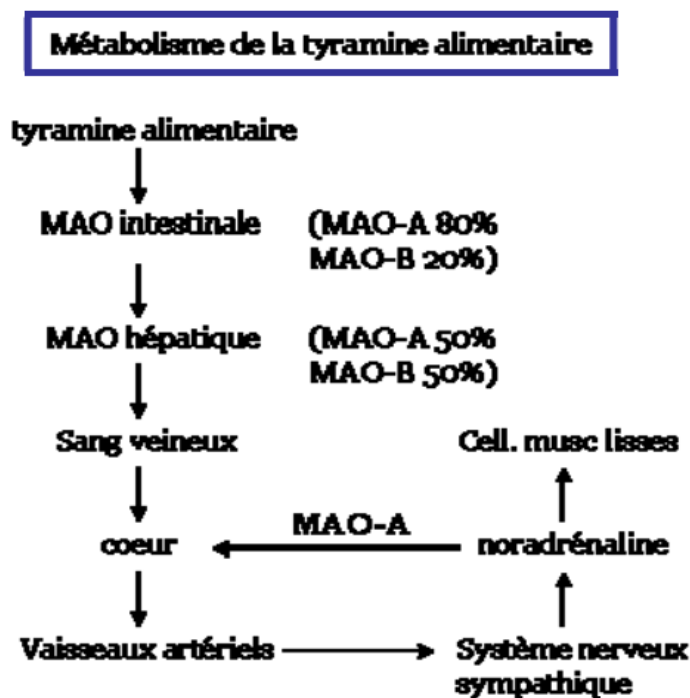 Métabolisme de la tyramine alimentaire
tyramine alimentaire
MAO intestinale (MAO-A 80%
MAO-B 20%)
MAO hépatique (MAO-A 50%
MAO-B 50%)
Sang veineux Cell. musc lisses
MAO-A
coeur noradrénaline
Vaisseaux artériels Système nerveux
sympathique